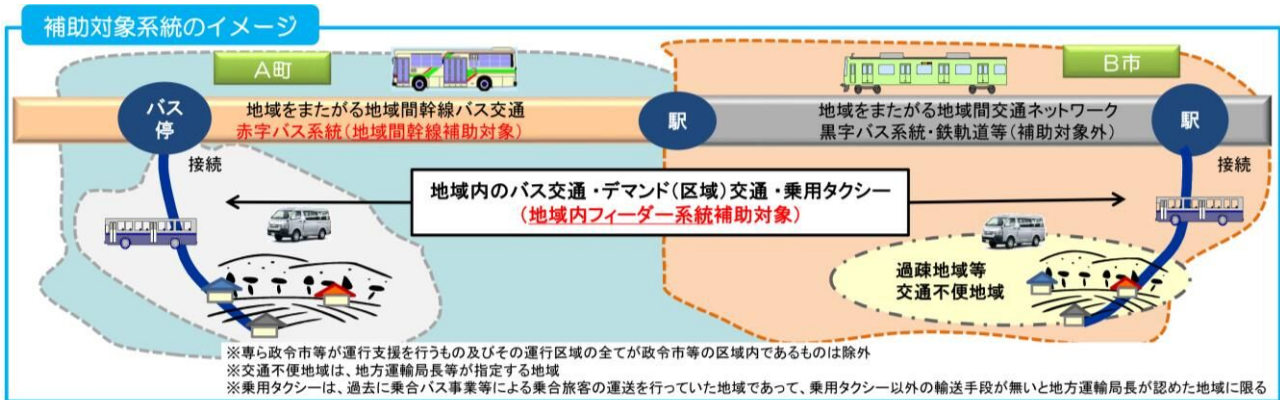 補助対象系統のイメージ
A町
B市
バス停
地域をまたがる地域間幹線バス交通
赤字バス系統(地域間幹線補助対象)
駅
地域をまたがる地域間交通ネットワーク
黒字バス系統・鉄軌道等(補助対象外)
駅
接続
接続
地域内のバス交通・デマンド(区域)交通・乗用タクシー
(地域内フィーダー系統補助対象)
過疎地域等
交通不便地域
※専ら政令市等が運行支援を行うもの及びその運行区域の全てが政令市等の区域内であるものは除外
※交通不便地域は、地方運輸局長等が指定する地域
※乗用タクシーは、過去に乗合バス事業等による乗合旅客の運送を行っていた地域であって、乗用タクシー以外の輸送手段が無いと地方運輸局長が認めた地域に限る